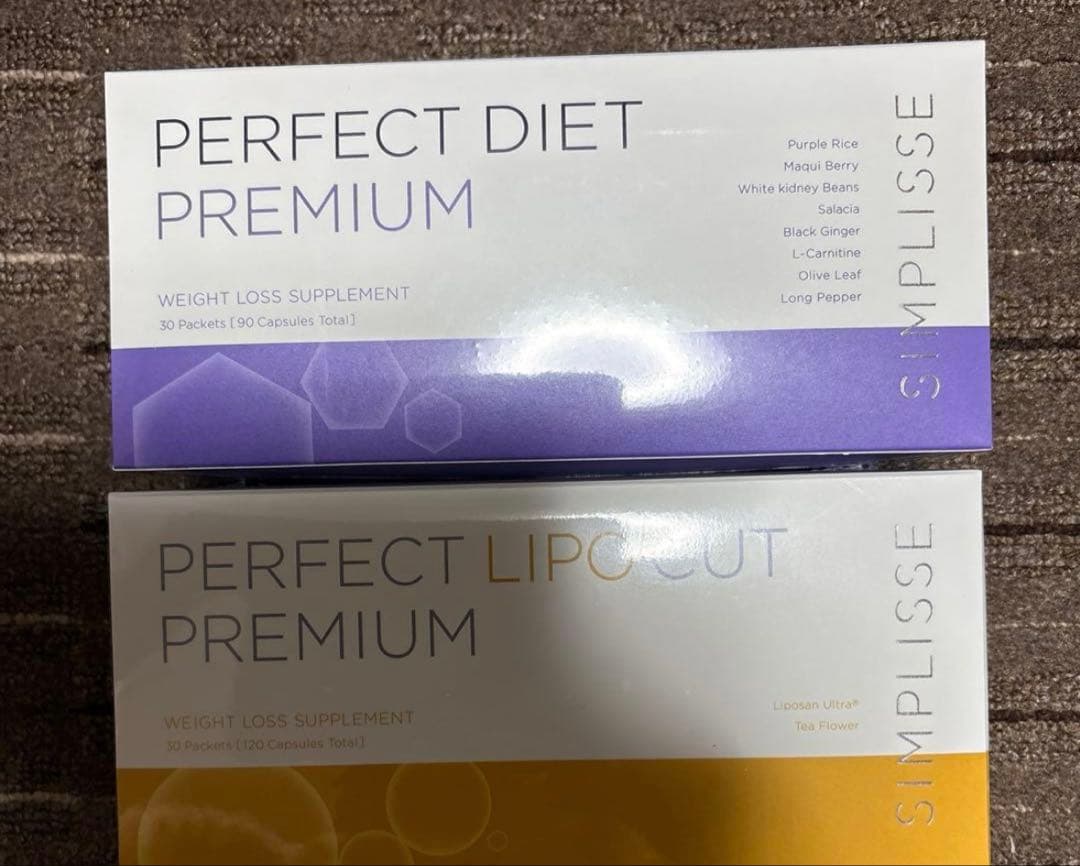 PERFECT DIET
PREMIUM
WEIGHT LOSS SUPPLEMENT
30 Packets [90 Capsules Total]
Purple Rice
Maqui Berry
White kidney Beans
Salacia
Black Ginger
L-Carnitine
Olive Leaf
Long Pepper
SIMPLISSE
PERFECT LIPO CUT
PREMIUM
WEIGHT LOSS SUPPLEMENT
30 Packets [120 Capsules Total]
Liposan Ultra®
Tea Flower
SIMPLISSE